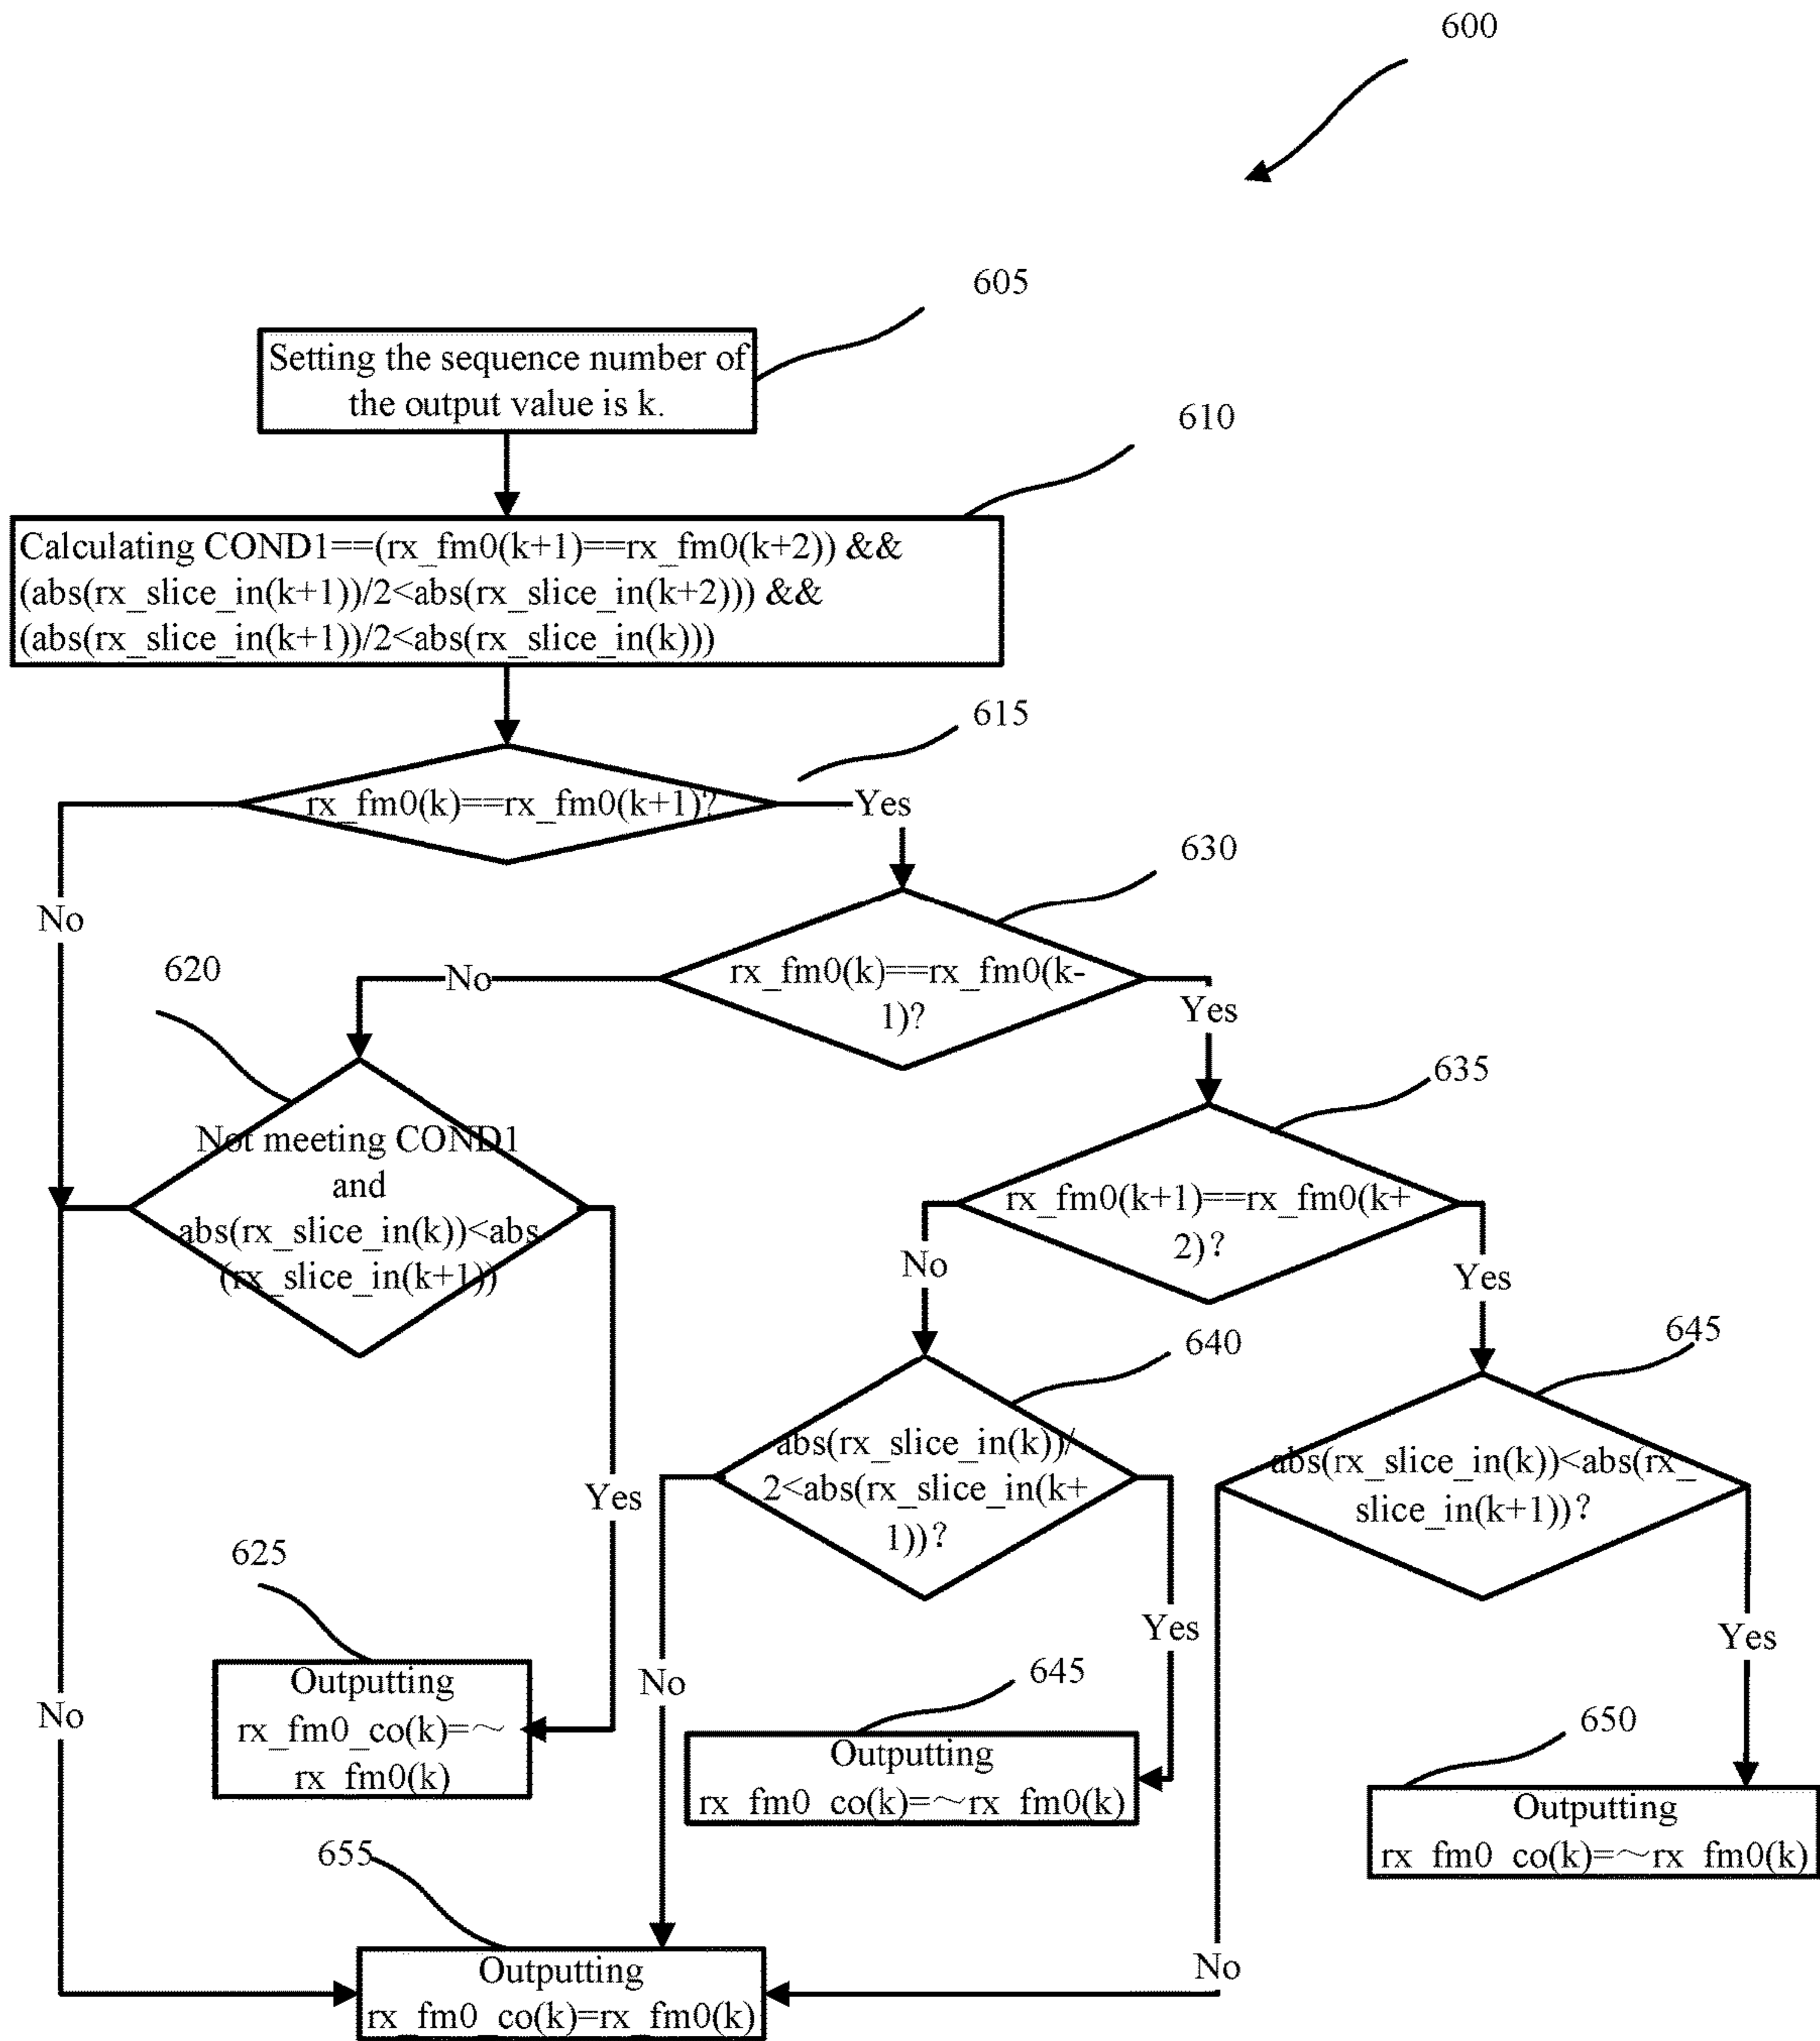 600
605
Setting the sequence number of
the output value is k.
610
Calculating COND1==(rx_fm0(k+1)==rx_fm0(k+2)) &&
(abs(rx_slice_in(k+1))/2<abs(rx_slice_in(k+2))) &&
(abs(rx_slice_in(k+1))/2<abs(rx_slice_in(k)))
615
rx_fm0(k)==rx_fm0(k+1)?
Yes
630
No
rx_fm0(k)==rx_fm0(k-
1)?
No
Yes
620
Not meeting COND1
and
abs(rx_slice_in(k))<abs
(rx_slice_in(k+1))
635
rx_fm0(k+1)==rx_fm0(k+
2)?
No
Yes
640
abs(rx_slice_in(k))/
2<abs(rx_slice_in(k+
1))?
645
abs(rx_slice_in(k))<abs(rx_
slice_in(k+1))?
Yes
Yes
Yes
625
Outputting
rx_fm0_co(k)=~
rx_fm0(k)
No
No
645
Outputting
rx_fm0_co(k)=~rx_fm0(k)
650
Outputting
rx_fm0_co(k)=~rx_fm0(k)
655
Outputting
rx_fm0_co(k)=rx_fm0(k)
No